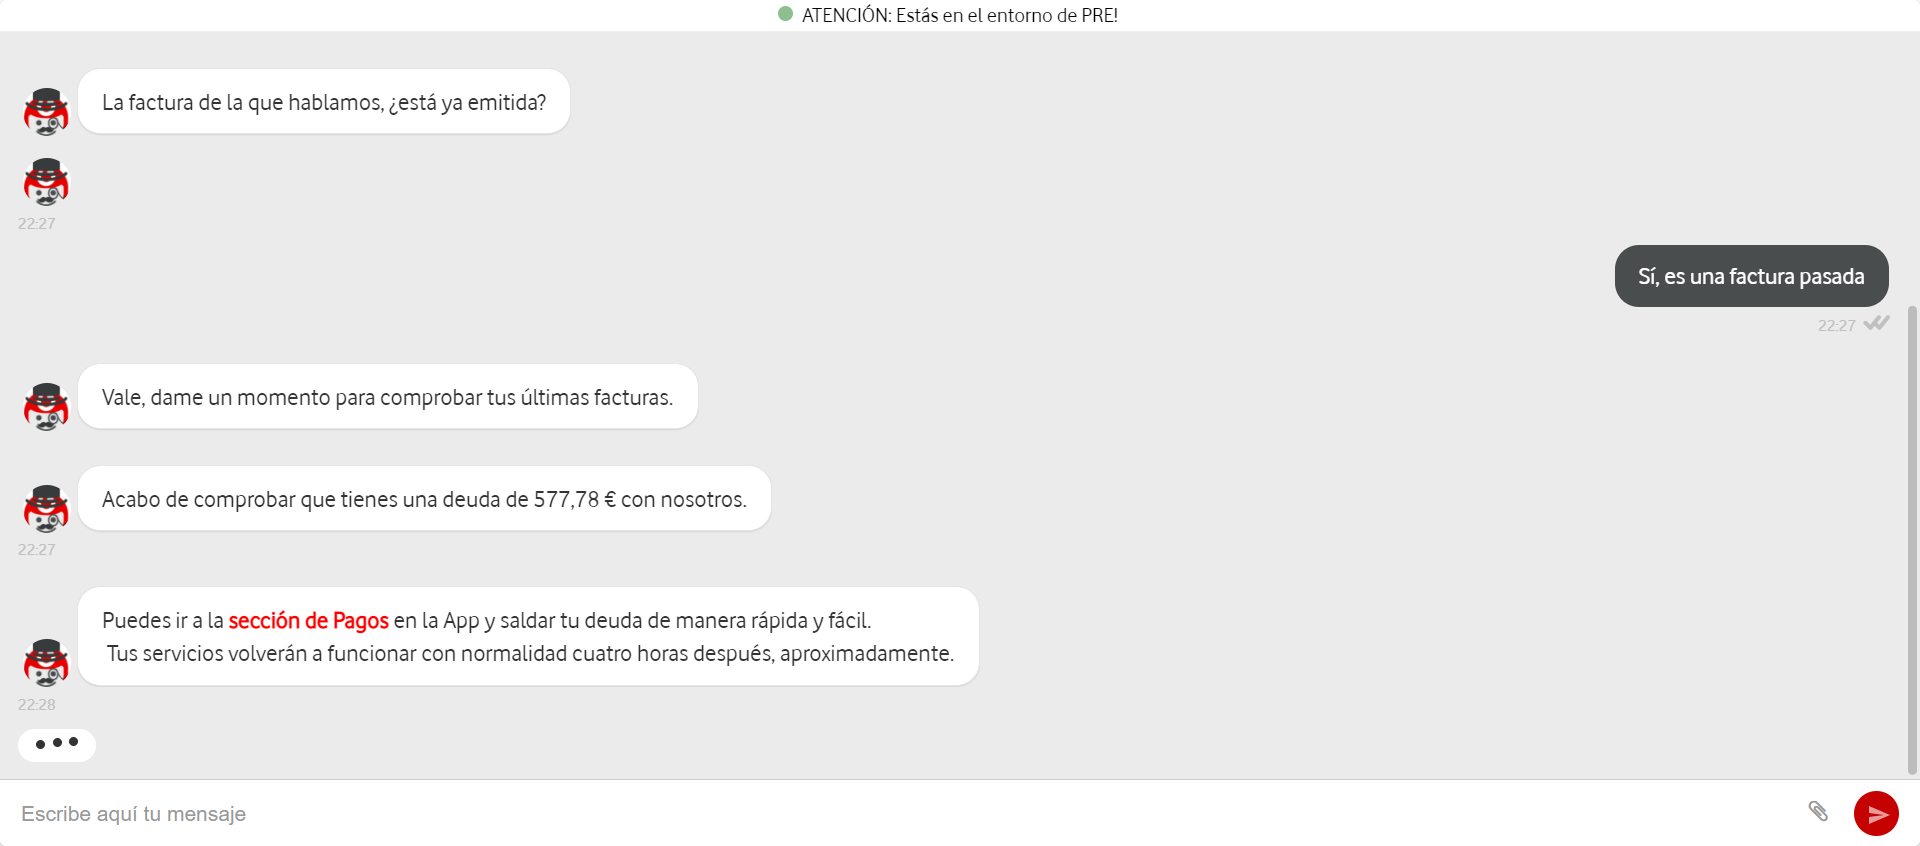 ATENCIÓN: Estás en el entorno de PRE!
La factura de la que hablamos, ¿está ya emitida?
22:27
Sí, es una factura pasada
22:27
Vale, dame un momento para comprobar tus últimas facturas.
Acabo de comprobar que tienes una deuda de 577,78 € con nosotros.
22:27
Puedes ir a la sección de Pagos en la App y saldar tu deuda de manera rápida y fácil.
Tus servicios volverán a funcionar con normalidad cuatro horas después, aproximadamente.
22:28
Escribe aquí tu mensaje